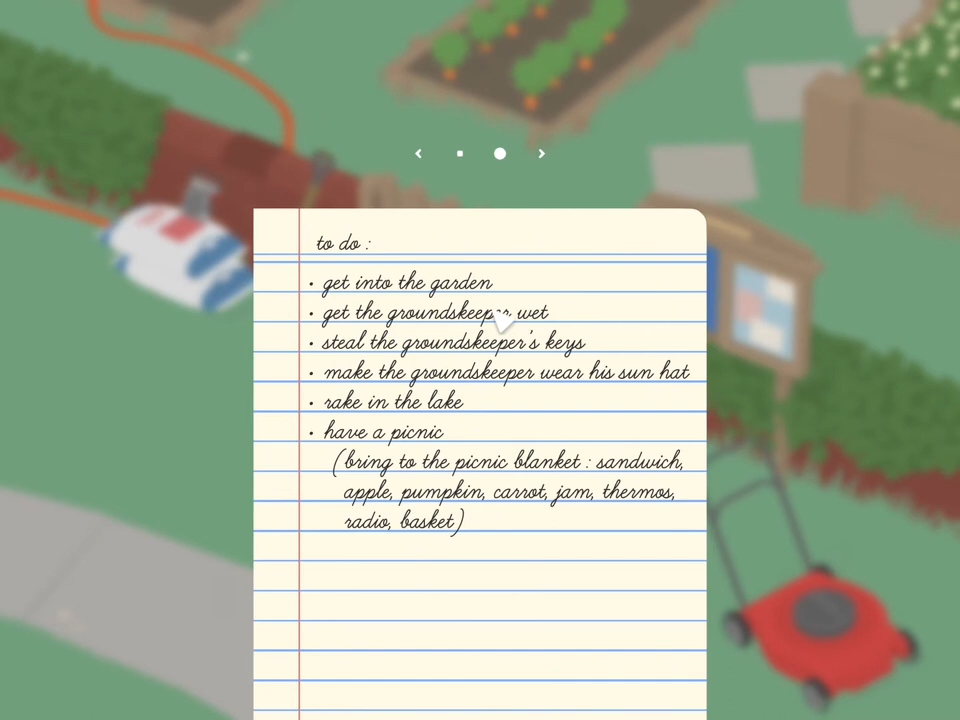 to do :
• get into the garden
• get the groundskeeper wet
• steal the groundskeeper's keys
• make the groundskeeper wear his sun hat
• rake in the lake
• have a picnic
(bring to the picnic blanket : sandwich,
apple, pumpkin, carrot, jam, thermos,
radio, basket)